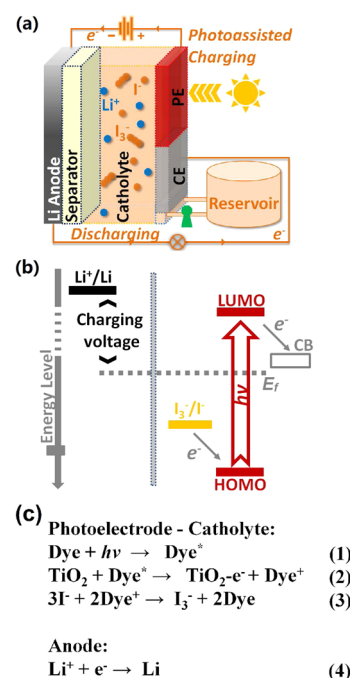 (a)
e⁻ − + Photoassisted
Charging
I⁻
Li⁺
I₃⁻
PE
CE
Li Anode
Separator
Catholyte
Reservoir
Discharging
e⁻
(b)
Li⁺/Li
Charging
voltage
Energy Level
LUMO
e⁻
CB
E_f
hν
I₃⁻/I⁻
e⁻
HOMO
(c)
Photoelectrode - Catholyte:
Dye + hν → Dye* (1)
TiO₂ + Dye* → TiO₂-e⁻ + Dye⁺ (2)
3I⁻ + 2Dye⁺ → I₃⁻ + 2Dye (3)
Anode:
Li⁺ + e⁻ → Li (4)